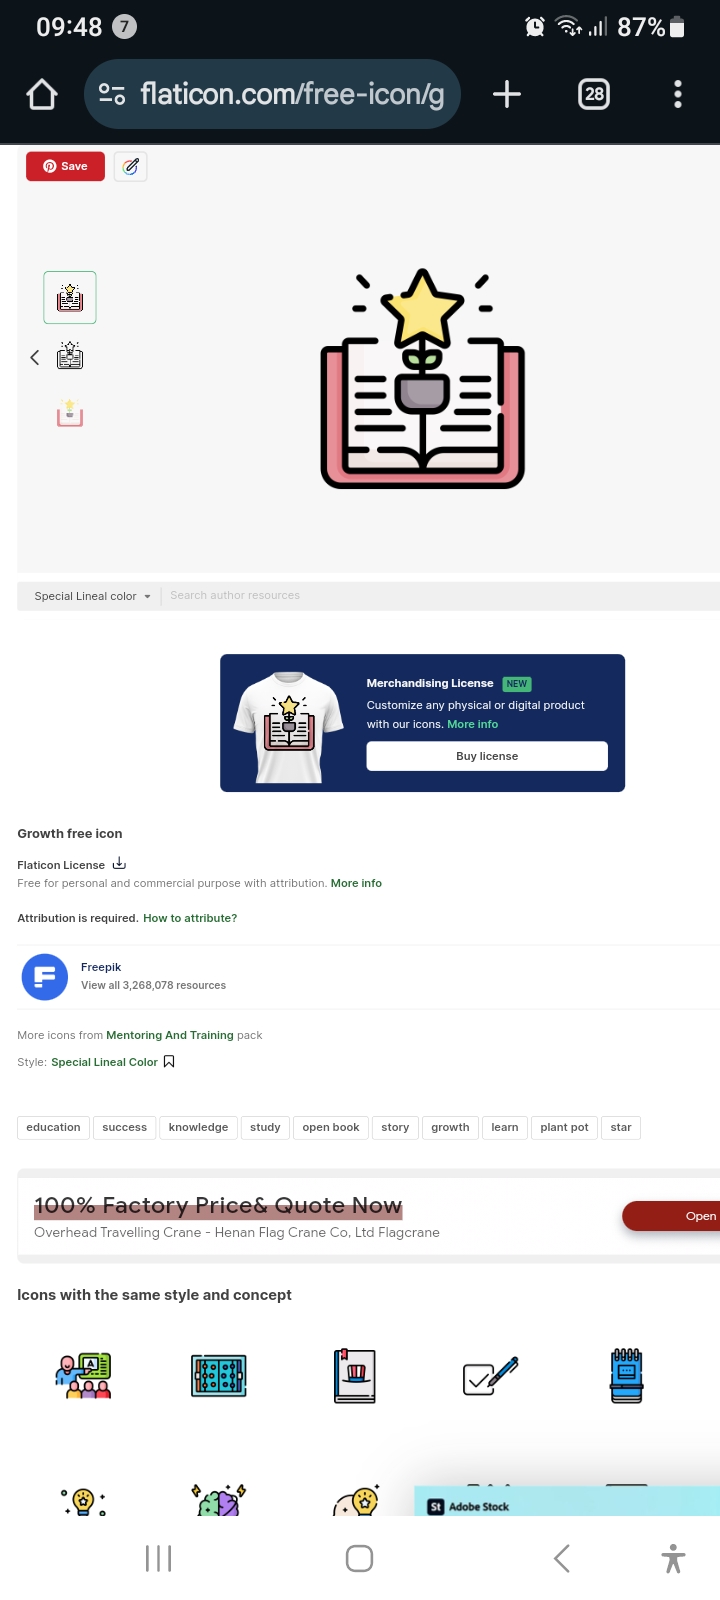 09:48 7 87%
flaticon.com/free-icon/g 28
Save
Special Lineal color Search author resources
Merchandising License NEW
Customize any physical or digital product
with our icons. More info
Buy license
Growth free icon
Flaticon License
Free for personal and commercial purpose with attribution. More info
Attribution is required. How to attribute?
Freepik
View all 3,268,078 resources
More icons from Mentoring And Training pack
Style: Special Lineal Color
education success knowledge study open book story growth learn plant pot star
100% Factory Price& Quote Now
Overhead Travelling Crane - Henan Flag Crane Co, Ltd Flagcrane
Open
Icons with the same style and concept
A
St Adobe Stock